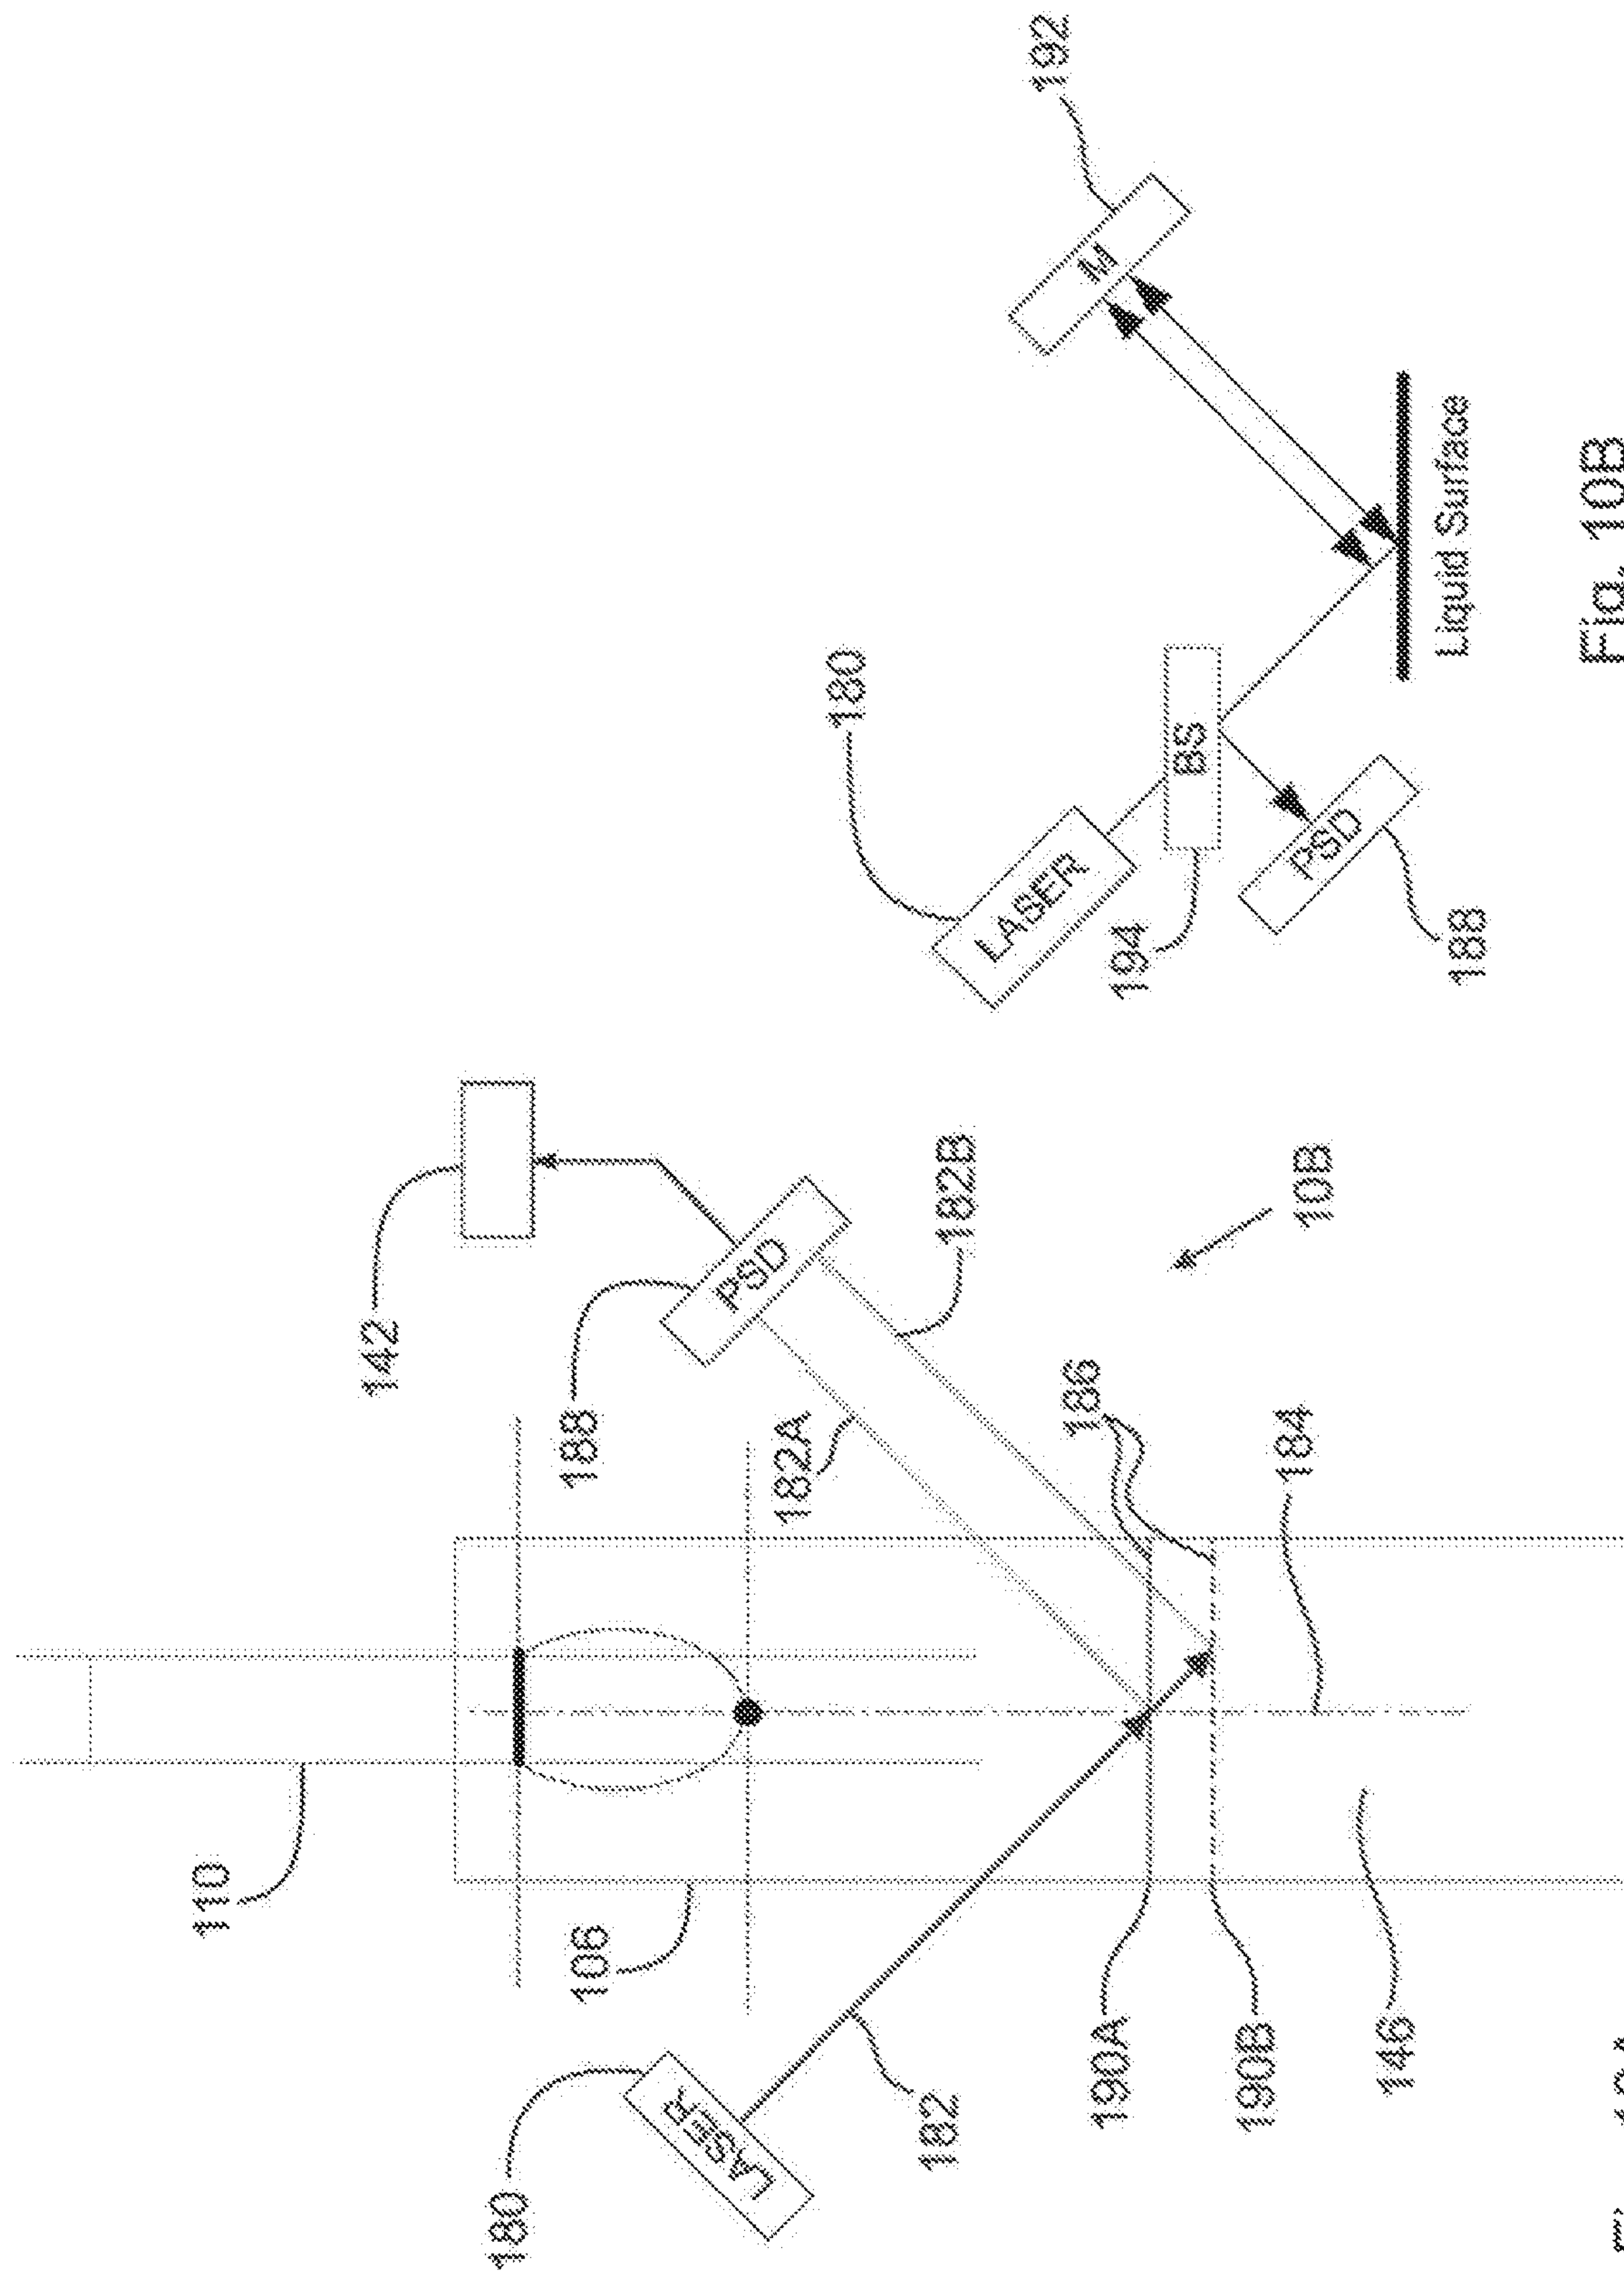 110
106
180
LASER
182
190A
190B
146
142
188
PSD
182A
182B
186
184
10B
180
LASER
194
BS
188
PSD
192
M
Liquid Surface
Fig. 10B